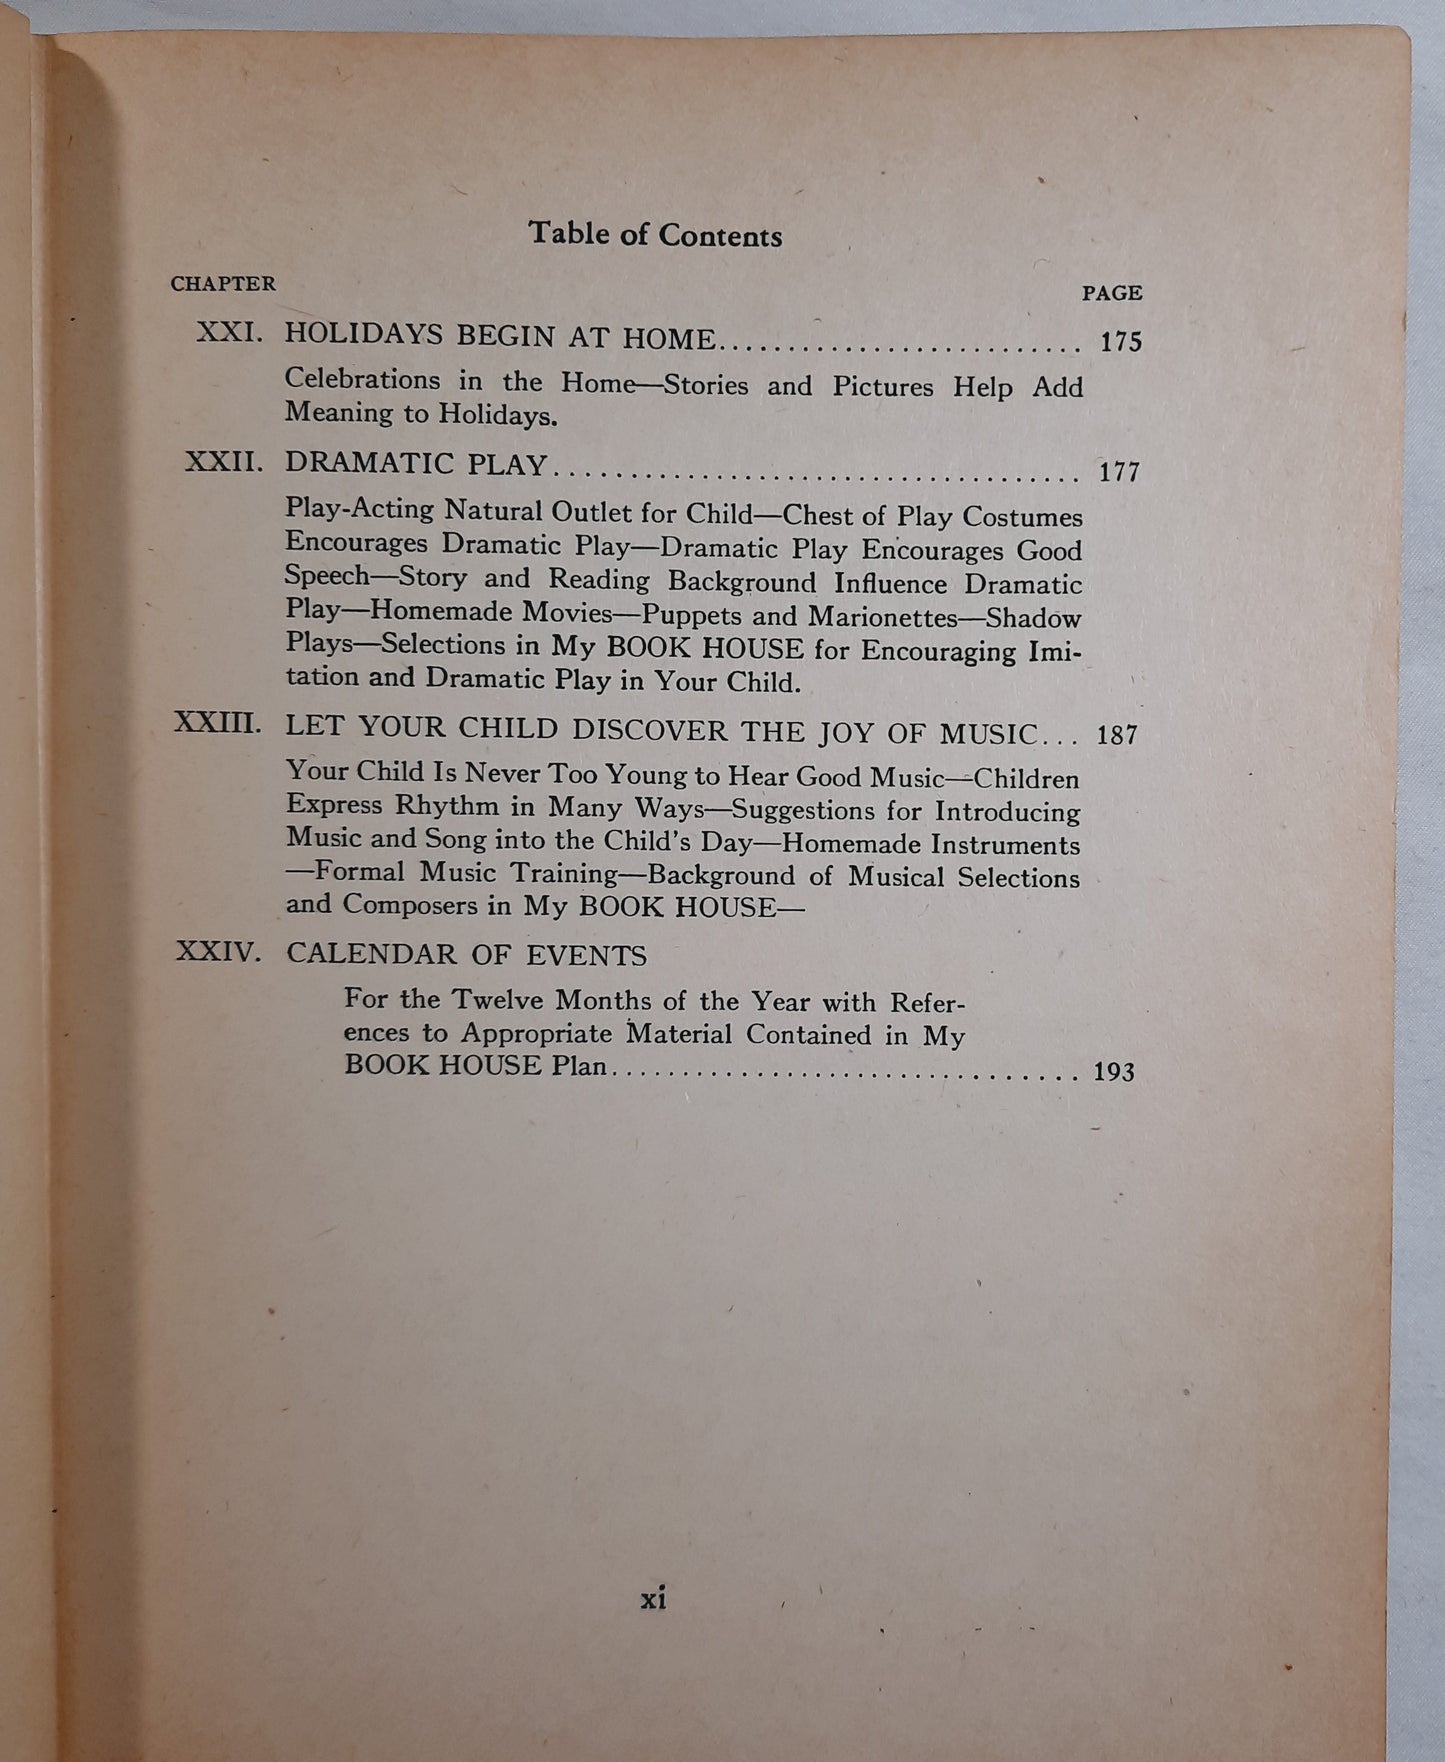 Table of Contents
CHAPTER PAGE
XXI. HOLIDAYS BEGIN AT HOME........................... 175
Celebrations in the Home—Stories and Pictures Help Add
Meaning to Holidays.
XXII. DRAMATIC PLAY................................... 177
Play-Acting Natural Outlet for Child—Chest of Play Costumes
Encourages Dramatic Play—Dramatic Play Encourages Good
Speech—Story and Reading Background Influence Dramatic
Play—Homemade Movies—Puppets and Marionettes—Shadow
Plays—Selections in My BOOK HOUSE for Encouraging Imi-
tation and Dramatic Play in Your Child.
XXIII. LET YOUR CHILD DISCOVER THE JOY OF MUSIC... 187
Your Child Is Never Too Young to Hear Good Music—Children
Express Rhythm in Many Ways—Suggestions for Introducing
Music and Song into the Child's Day—Homemade Instruments
—Formal Music Training—Background of Musical Selections
and Composers in My BOOK HOUSE—
XXIV. CALENDAR OF EVENTS
For the Twelve Months of the Year with Refer-
ences to Appropriate Material Contained in My
BOOK HOUSE Plan................................ 193
xi